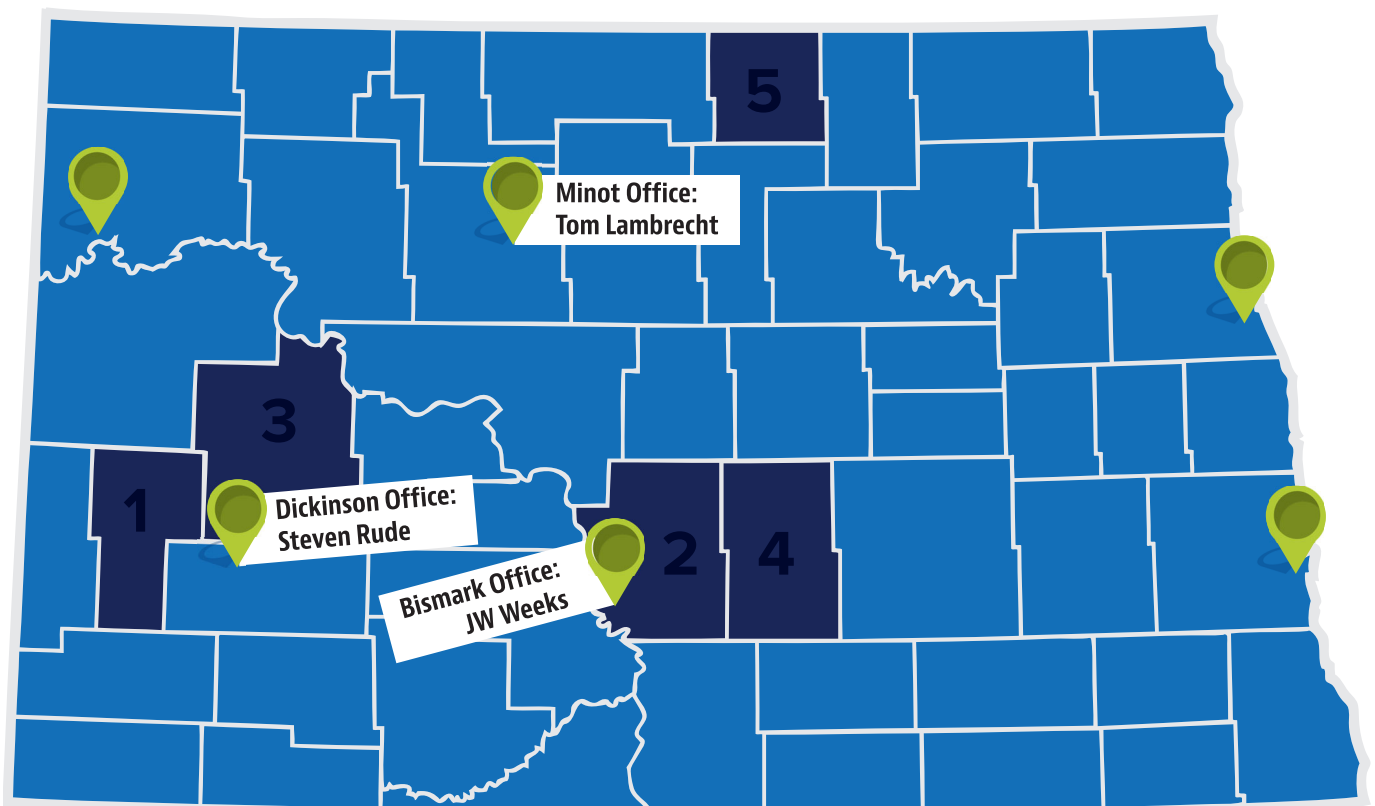 5
Minot Office:
Tom Lambrecht
3
1
Dickinson Office:
Steven Rude
2
4
Bismark Office:
JW Weeks